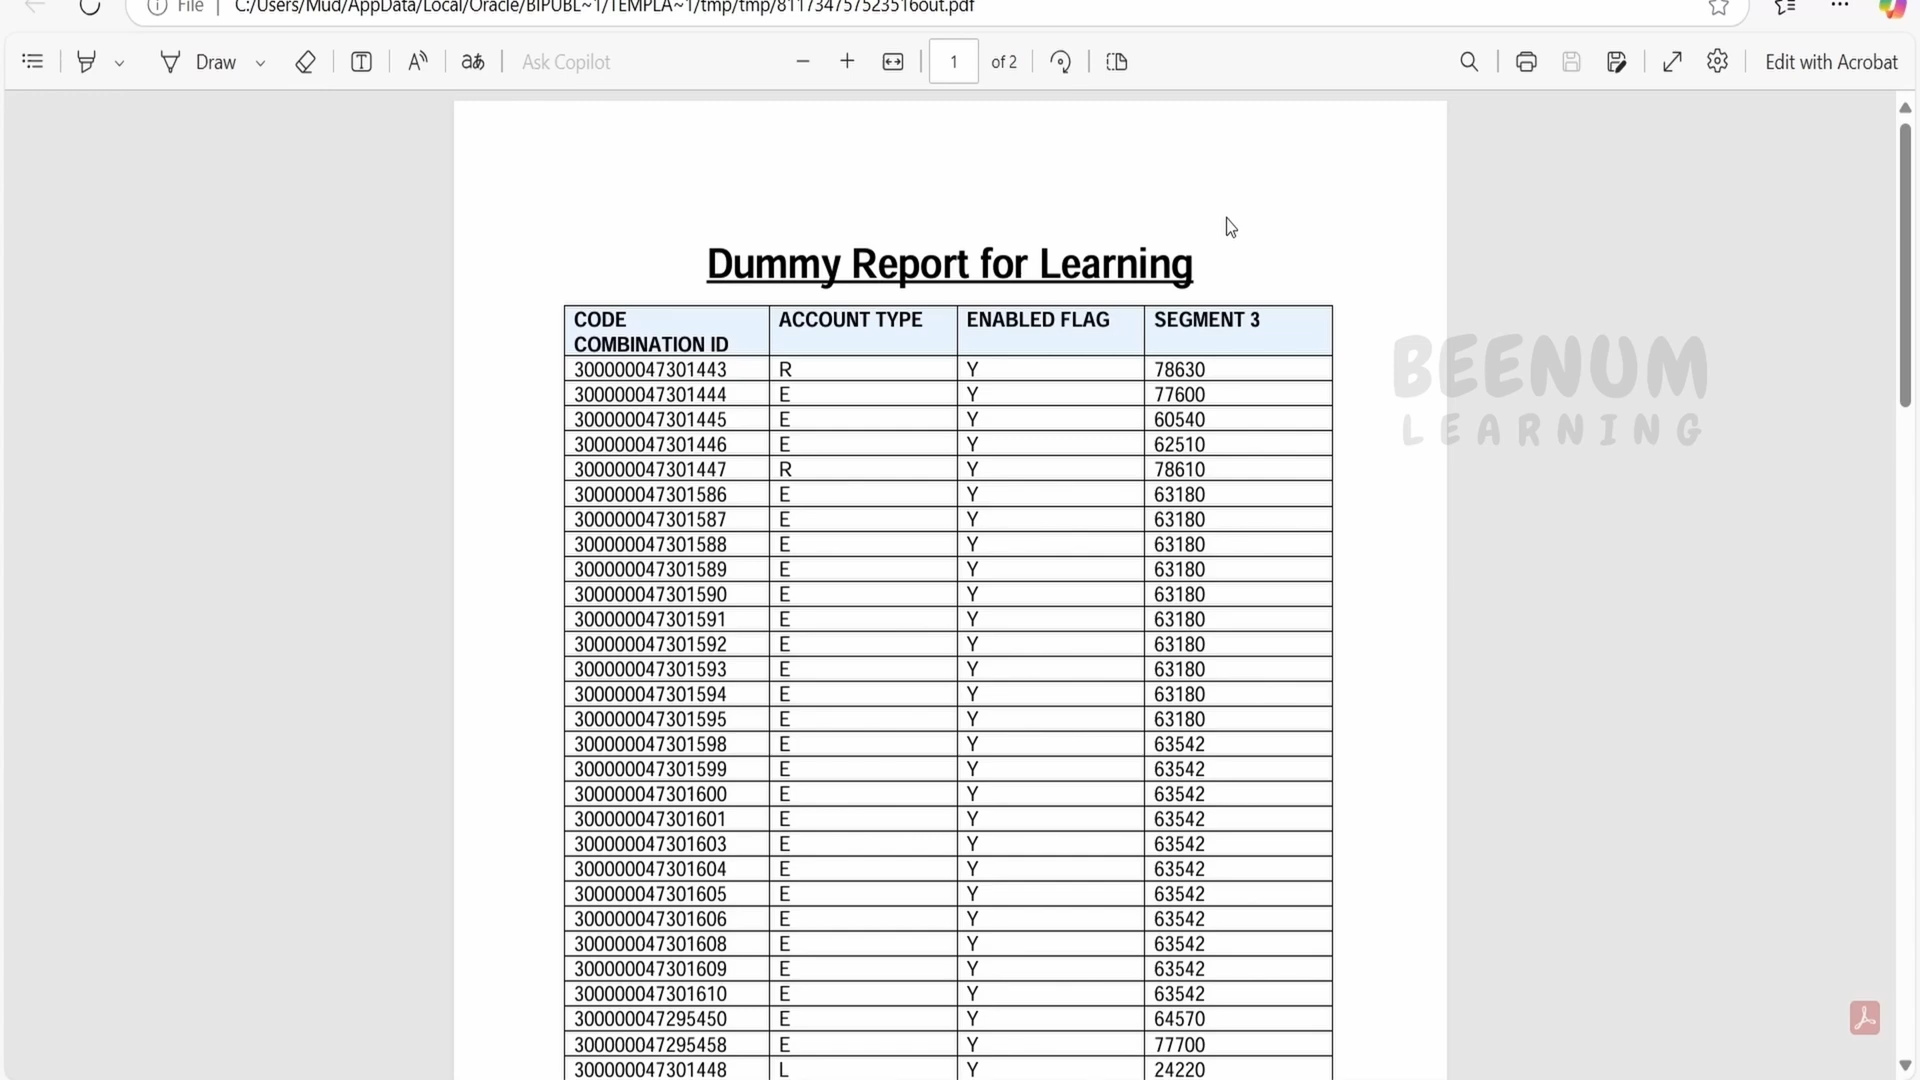 File C:/Users/Mud/AppData/Local/Oracle/BIPUBL~1/TEMPLA~1/tmp/tmp/811734757523516out.pdf
Draw aあ Ask Copilot 1 of 2 Edit with Acrobat
Dummy Report for Learning
CODE COMBINATION ID ACCOUNT TYPE ENABLED FLAG SEGMENT 3
300000047301443 R Y 78630
300000047301444 E Y 77600
300000047301445 E Y 60540
300000047301446 E Y 62510
300000047301447 R Y 78610
300000047301586 E Y 63180
300000047301587 E Y 63180
300000047301588 E Y 63180
300000047301589 E Y 63180
300000047301590 E Y 63180
300000047301591 E Y 63180
300000047301592 E Y 63180
300000047301593 E Y 63180
300000047301594 E Y 63180
300000047301595 E Y 63180
300000047301598 E Y 63542
300000047301599 E Y 63542
300000047301600 E Y 63542
300000047301601 E Y 63542
300000047301603 E Y 63542
300000047301604 E Y 63542
300000047301605 E Y 63542
300000047301606 E Y 63542
300000047301608 E Y 63542
300000047301609 E Y 63542
300000047301610 E Y 63542
300000047295450 E Y 64570
300000047295458 E Y 77700
300000047301448 L Y 24220
BEENUM
LEARNING